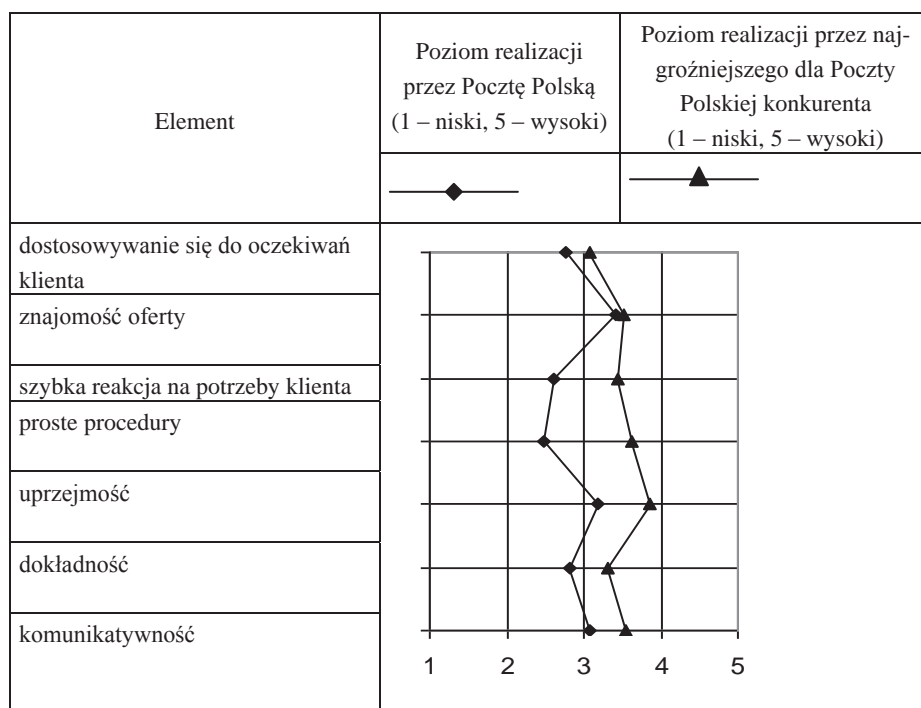 Element
Poziom realizacji
przez Pocztę Polską
(1 – niski, 5 – wysoki)
Poziom realizacji przez naj-
groźniejszego dla Poczty
Polskiej konkurenta
(1 – niski, 5 – wysoki)
dostosowywanie się do oczekiwań
klienta
znajomość oferty
szybka reakcja na potrzeby klienta
proste procedury
uprzejmość
dokładność
komunikatywność
1 2 3 4 5